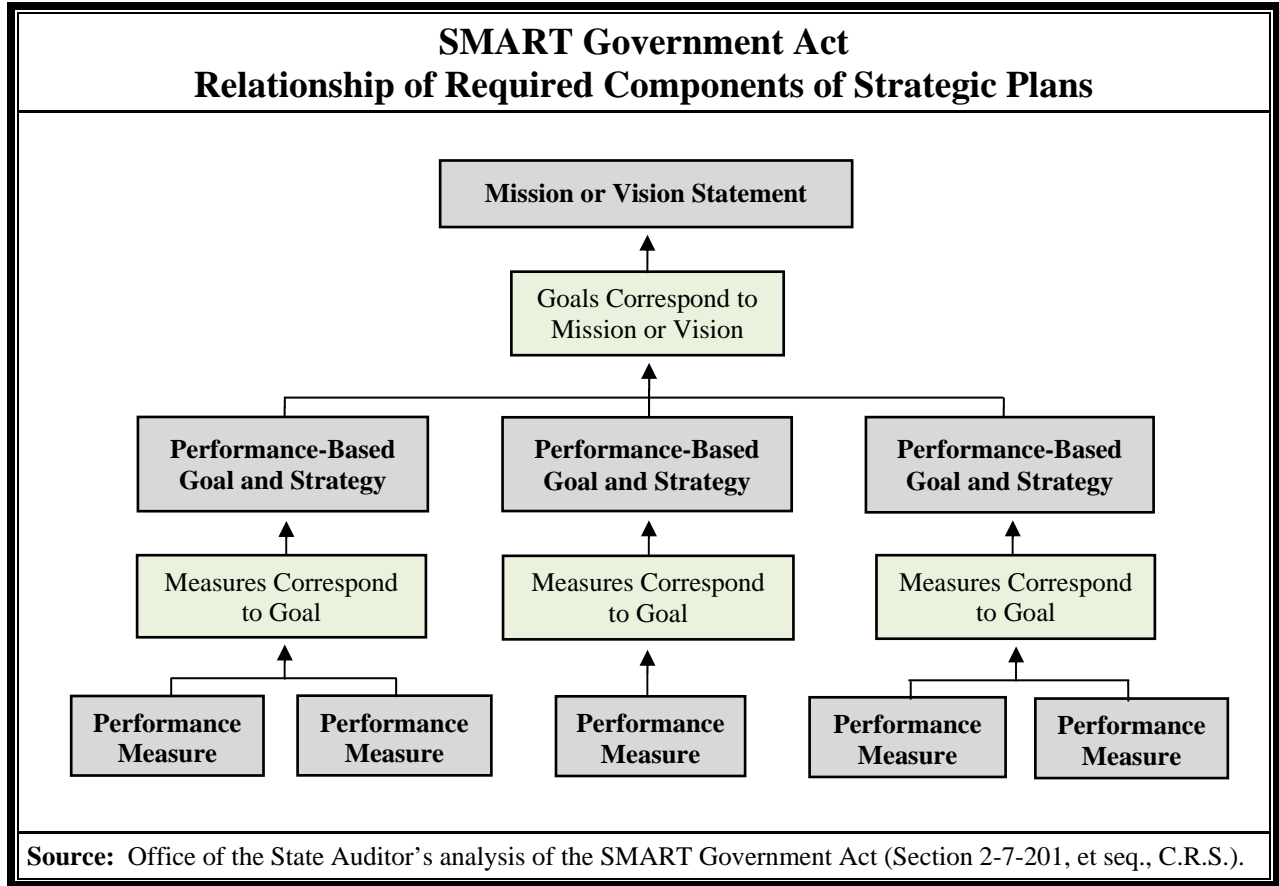 SMART Government Act
Relationship of Required Components of Strategic Plans
Mission or Vision Statement
Goals Correspond to
Mission or Vision
Performance-Based
Goal and Strategy
Performance-Based
Goal and Strategy
Performance-Based
Goal and Strategy
Measures Correspond
to Goal
Measures Correspond
to Goal
Measures Correspond
to Goal
Performance
Measure
Performance
Measure
Performance
Measure
Performance
Measure
Performance
Measure
Source: Office of the State Auditor’s analysis of the SMART Government Act (Section 2-7-201, et seq., C.R.S.).